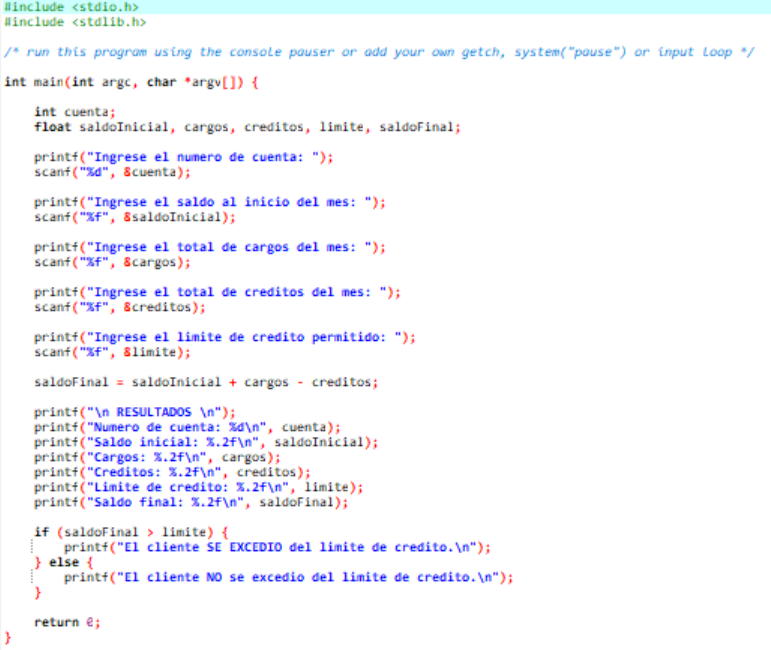 #include <stdio.h>
#include <stdlib.h>
/* run this program using the console pauser or add your own getch, system("pause") or input loop */
int main(int argc, char *argv[]) {
int cuenta;
float saldoInicial, cargos, creditos, limite, saldoFinal;
printf("Ingrese el numero de cuenta: ");
scanf("%d", &cuenta);
printf("Ingrese el saldo al inicio del mes: ");
scanf("%f", &saldoInicial);
printf("Ingrese el total de cargos del mes: ");
scanf("%f", &cargos);
printf("Ingrese el total de creditos del mes: ");
scanf("%f", &creditos);
printf("Ingrese el limite de credito permitido: ");
scanf("%f", &limite);
saldoFinal = saldoInicial + cargos - creditos;
printf("\n RESULTADOS \n");
printf("Numero de cuenta: %d\n", cuenta);
printf("Saldo inicial: %.2f\n", saldoInicial);
printf("Cargos: %.2f\n", cargos);
printf("Creditos: %.2f\n", creditos);
printf("Limite de credito: %.2f\n", limite);
printf("Saldo final: %.2f\n", saldoFinal);
if (saldoFinal > limite) {
printf("El cliente SE EXCEDIO del limite de credito.\n");
} else {
printf("El cliente NO se excedio del limite de credito.\n");
}
return 0;
}